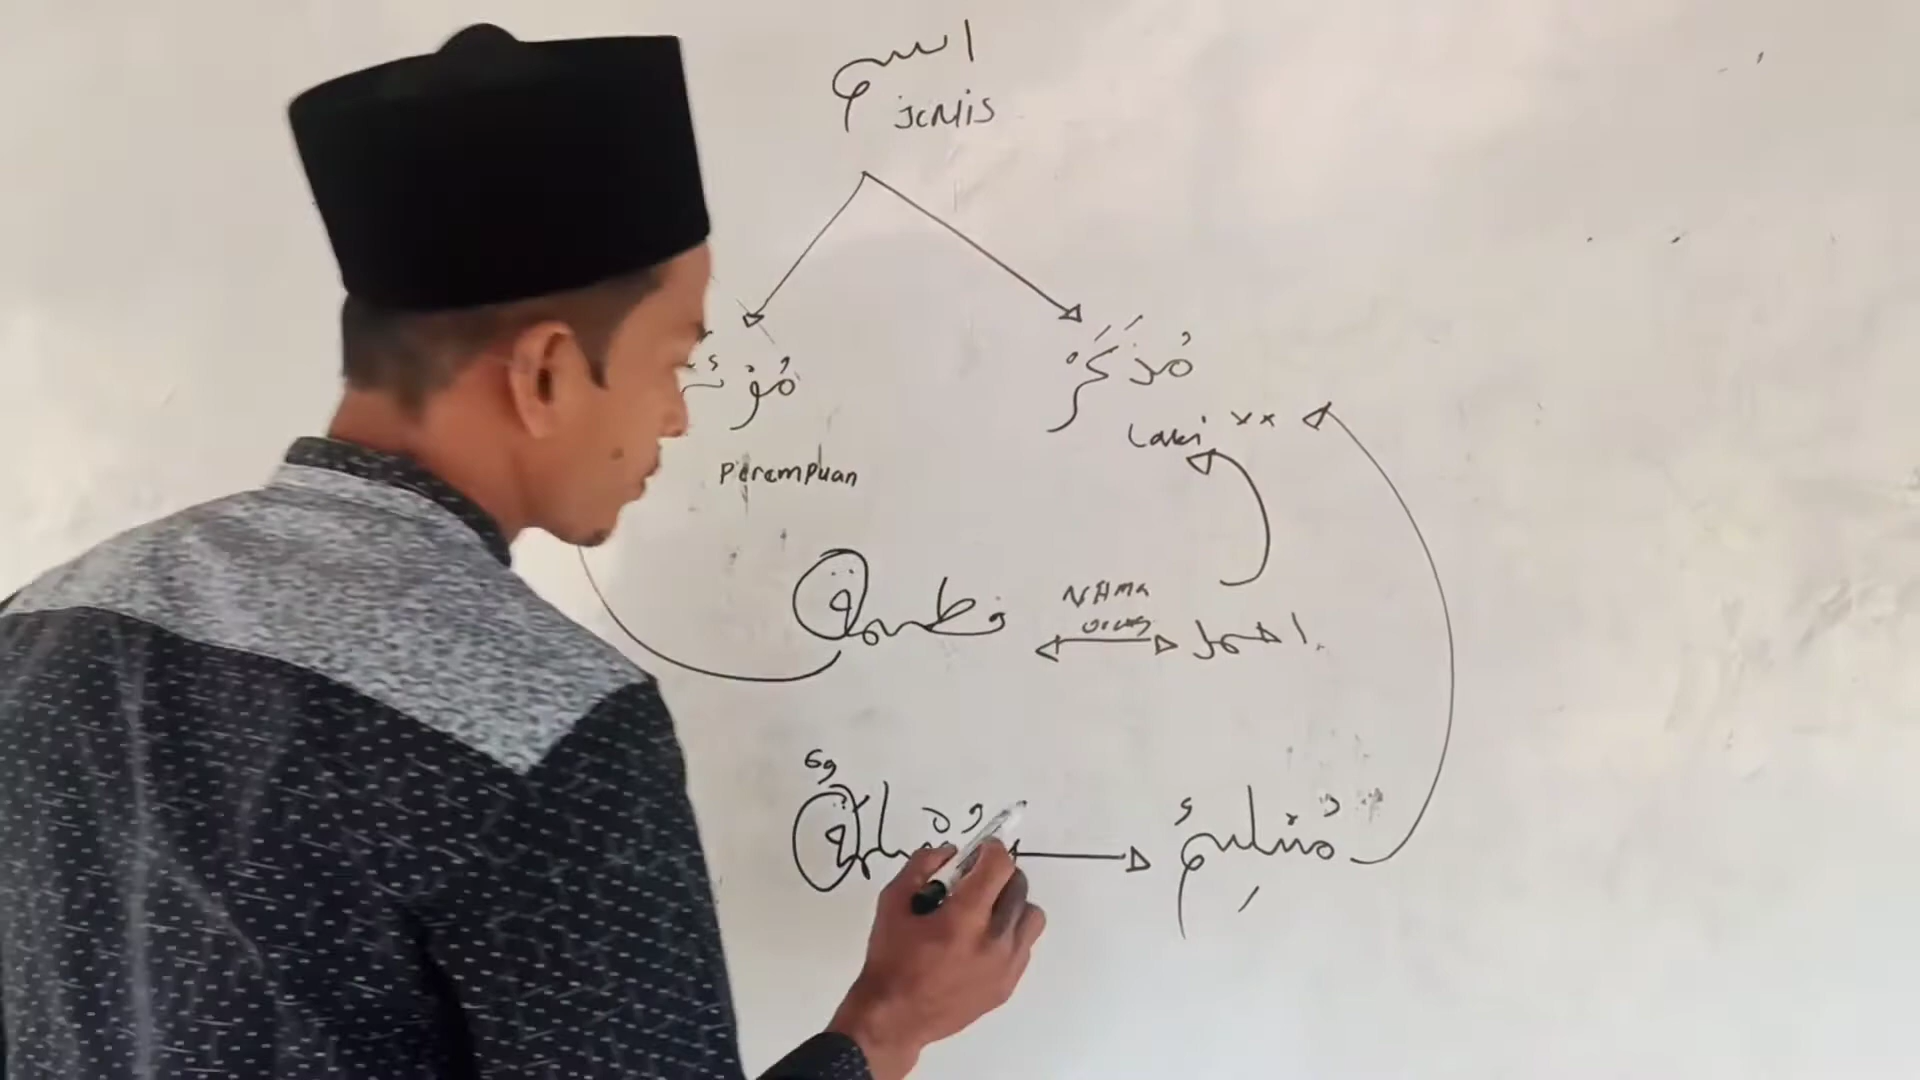 اسم
jenis
مُذَكَّرٌ
مُؤ
Laki ××
Perempuan
فاطمة
Nama
orang
احمد
مُسْلِمَةٌ
مُسْلِمٌ